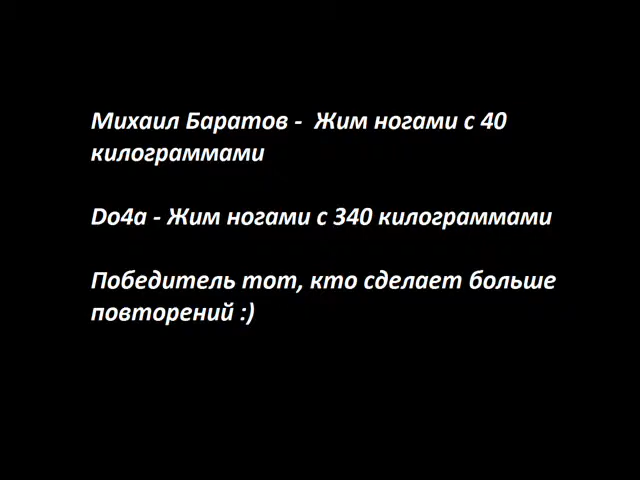 Михаил Баратов -  Жим ногами с 40
килограммами
Do4a - Жим ногами с 340 килограммами
Победитель тот, кто сделает больше
повторений :)